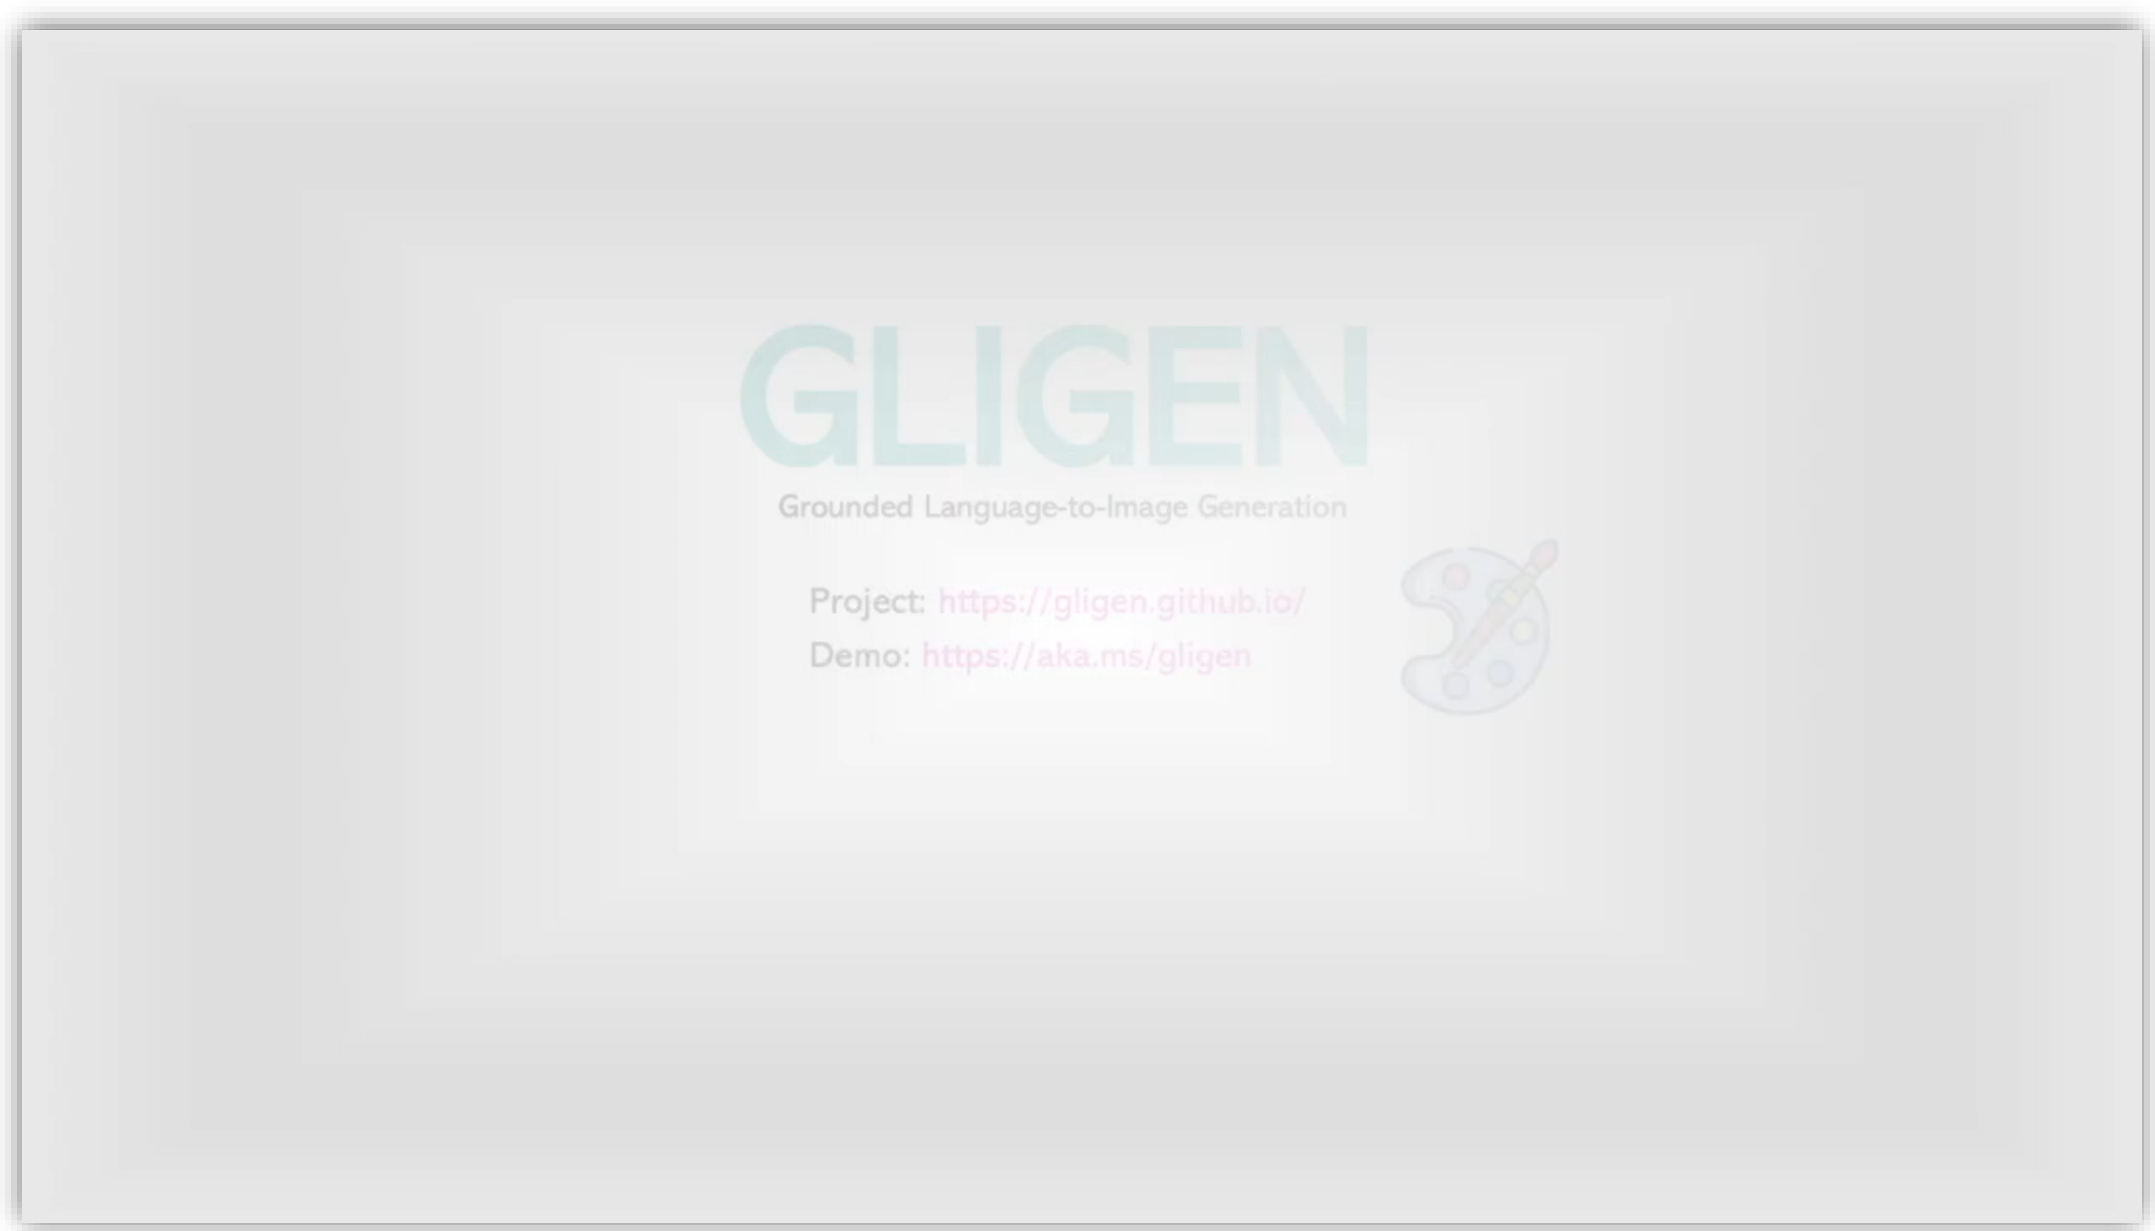 GLIGEN
Grounded Language-to-Image Generation
Project: https://gligen.github.io/
Demo: https://aka.ms/gligen